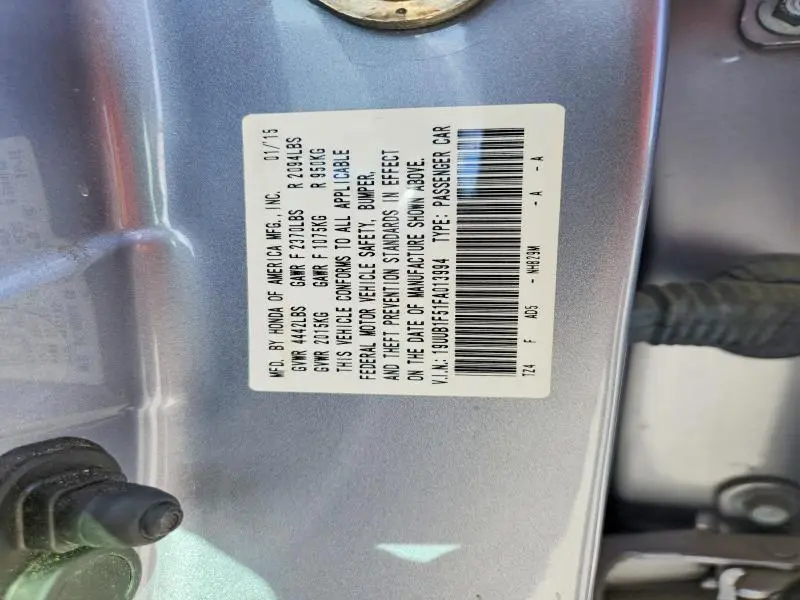 MFD. BY HONDA OF AMERICA MFG., INC. 01/15
GVWR 4442LBS GAWR F 2370LBS R 2094LBS
GVWR 2015KG GAWR F 1075KG R 950KG
THIS VEHICLE CONFORMS TO ALL APPLICABLE
FEDERAL MOTOR VEHICLE SAFETY, BUMPER,
AND THEFT PREVENTION STANDARDS IN EFFECT
ON THE DATE OF MANUFACTURE SHOWN ABOVE.
V.I.N.: 19UUB1F51FA013994 TYPE: PASSENGER CAR
TZ4 F AD5 - NH829M - A - A